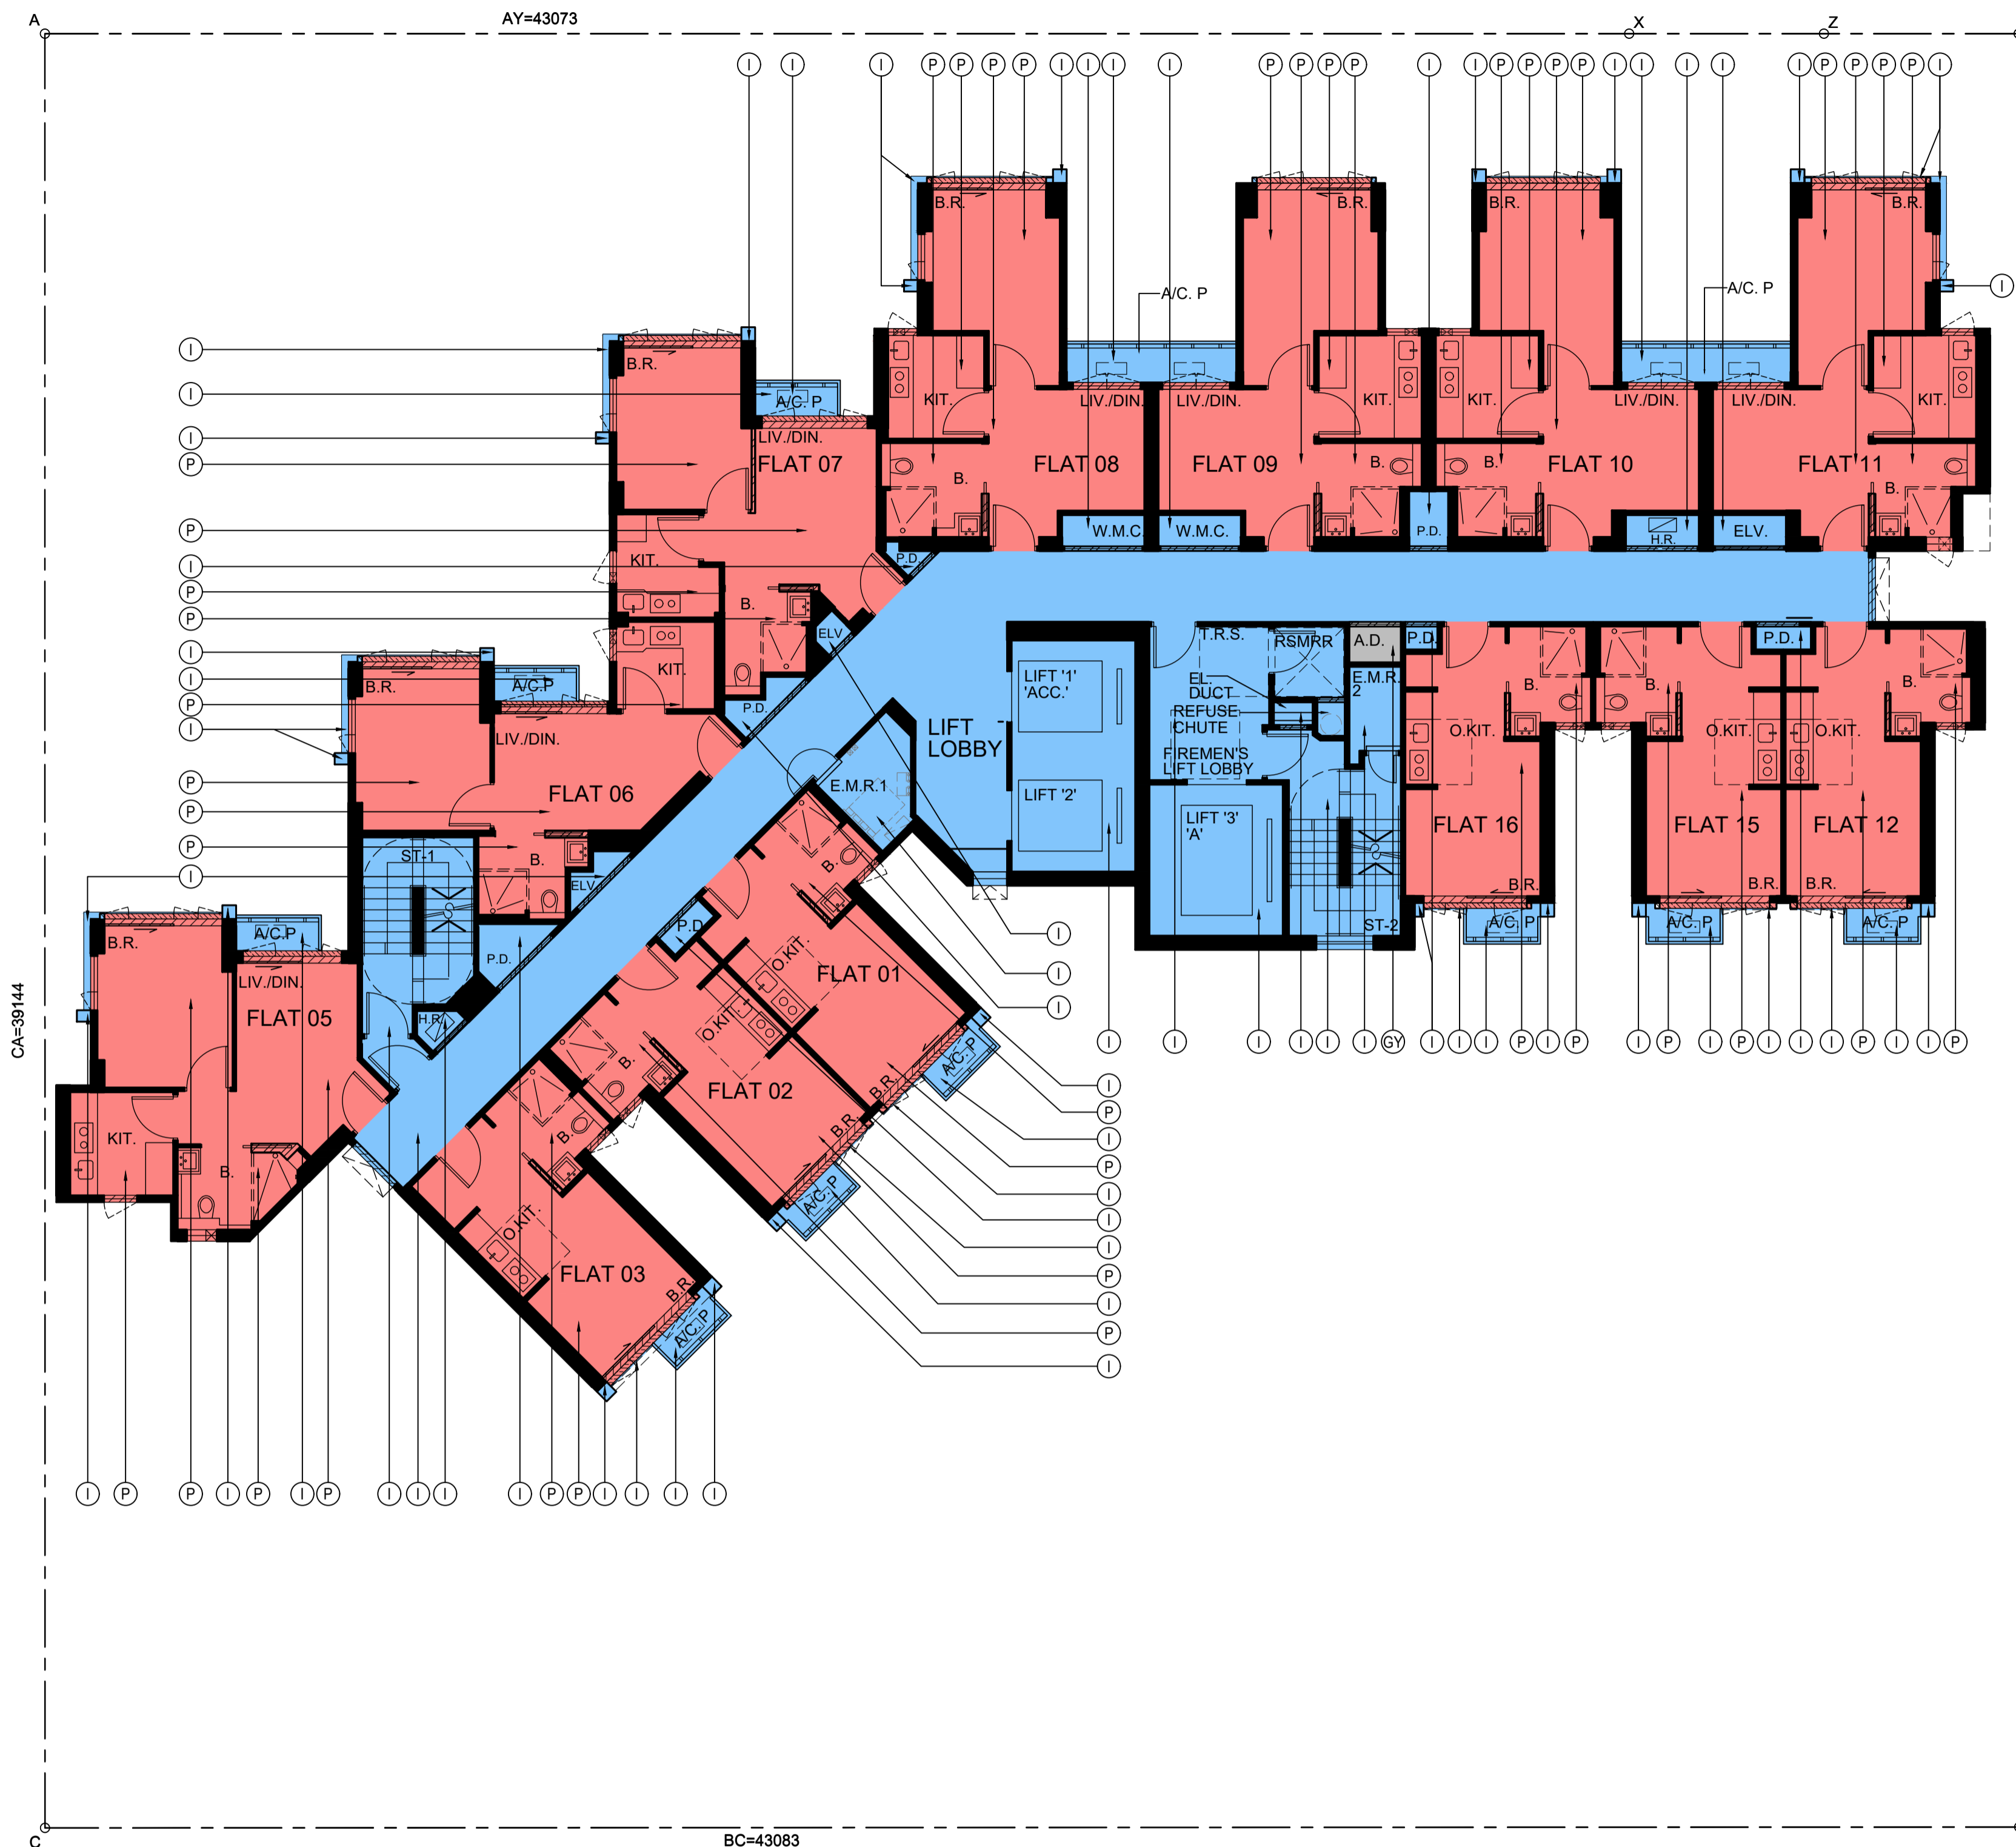 A
AY=43073
X
Z
I
I
I
P
P
P
P
I
I
I
I
P
P
P
P
I
I
P
P
P
P
I
I
I
I
I
P
P
P
P
I
B.R.
B.R.
B.R.
B.R.
A/C. P
A/C. P
I
I
B.R.
I
A/C. P
KIT.
LIV./DIN.
LIV./DIN.
KIT.
KIT.
LIV./DIN.
LIV./DIN.
KIT.
I
LIV./DIN.
P
FLAT 07
FLAT 08
FLAT 09
FLAT 10
FLAT 11
B.
B.
B.
B.
P
W.M.C.
W.M.C.
P.D.
H.R.
ELV.
I
KIT.
P.D.
P
B.
P
ELV
T.R.S.
RSMRR
A.D.
P.D.
P.D.
I
KIT.
LIFT '1'
'ACC.'
EL.
DUCT
E.M.R.
2
B.
B.
B.
I
B.R.
A/C.P
P
P.D.
REFUSE
CHUTE
I
LIV./DIN.
LIFT
LOBBY
FIREMEN'S
LIFT LOBBY
O.KIT.
O.KIT.
O.KIT.
P
E.M.R.1
LIFT '2'
P
FLAT 06
LIFT '3'
'A'
FLAT 16
FLAT 15
FLAT 12
P
ST-1
B.
B.
I
ELV
B.R.
B.R.
B.R.
A/C.P
B.R.
P.D.
ST-2
A/C. P
A/C. P
A/C. P
I
P.D.
O.KIT.
FLAT 01
I
LIV./DIN.
I
FLAT 05
H.R.
O.KIT.
I
I
I
I
I
I
GY
I
I
I
P
I
P
I
P
I
P
I
I
I
P
I
I
P
CA=39144
B.
A/C. P
B.R.
I
FLAT 02
P
B.R.
KIT.
B.
I
B.
P
A/C. P
I
O.KIT.
I
I
FLAT 03
P
B.R.
I
A/C. P
P
I
I
P
P
I
P
I
P
I
I
I
I
P
P
I
I
I
I
C
BC=43083